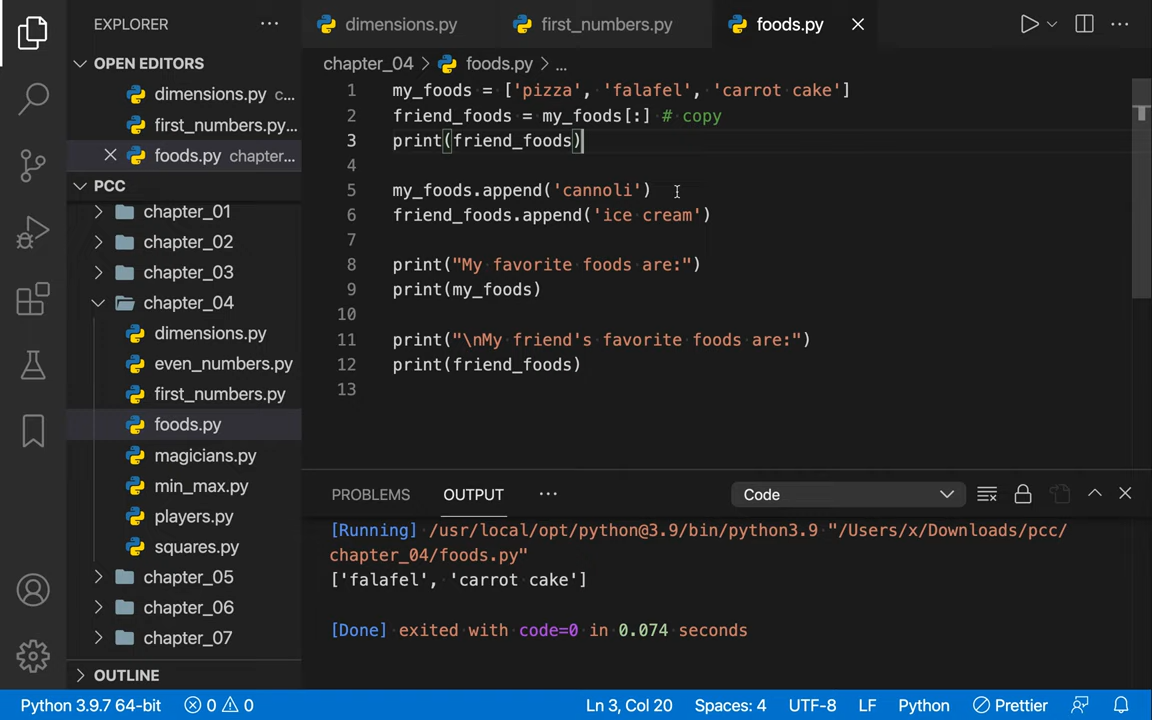 EXPLORER ...
OPEN EDITORS
dimensions.py c...
first_numbers.py...
foods.py chapter...
PCC
chapter_01
chapter_02
chapter_03
chapter_04
dimensions.py
even_numbers.py
first_numbers.py
foods.py
magicians.py
min_max.py
players.py
squares.py
chapter_05
chapter_06
chapter_07
OUTLINE
dimensions.py first_numbers.py foods.py
chapter_04 > foods.py > ...
1 my_foods = ['pizza', 'falafel', 'carrot cake']
2 friend_foods = my_foods[:] # copy
3 print(friend_foods)
4
5 my_foods.append('cannoli')
6 friend_foods.append('ice cream')
7
8 print("My favorite foods are:")
9 print(my_foods)
10
11 print("\nMy friend's favorite foods are:")
12 print(friend_foods)
13
PROBLEMS OUTPUT ... Code
[Running] /usr/local/opt/python@3.9/bin/python3.9 "/Users/x/Downloads/pcc/
chapter_04/foods.py"
['falafel', 'carrot cake']
[Done] exited with code=0 in 0.074 seconds
Python 3.9.7 64-bit 0 0 Ln 3, Col 20 Spaces: 4 UTF-8 LF Python Prettier